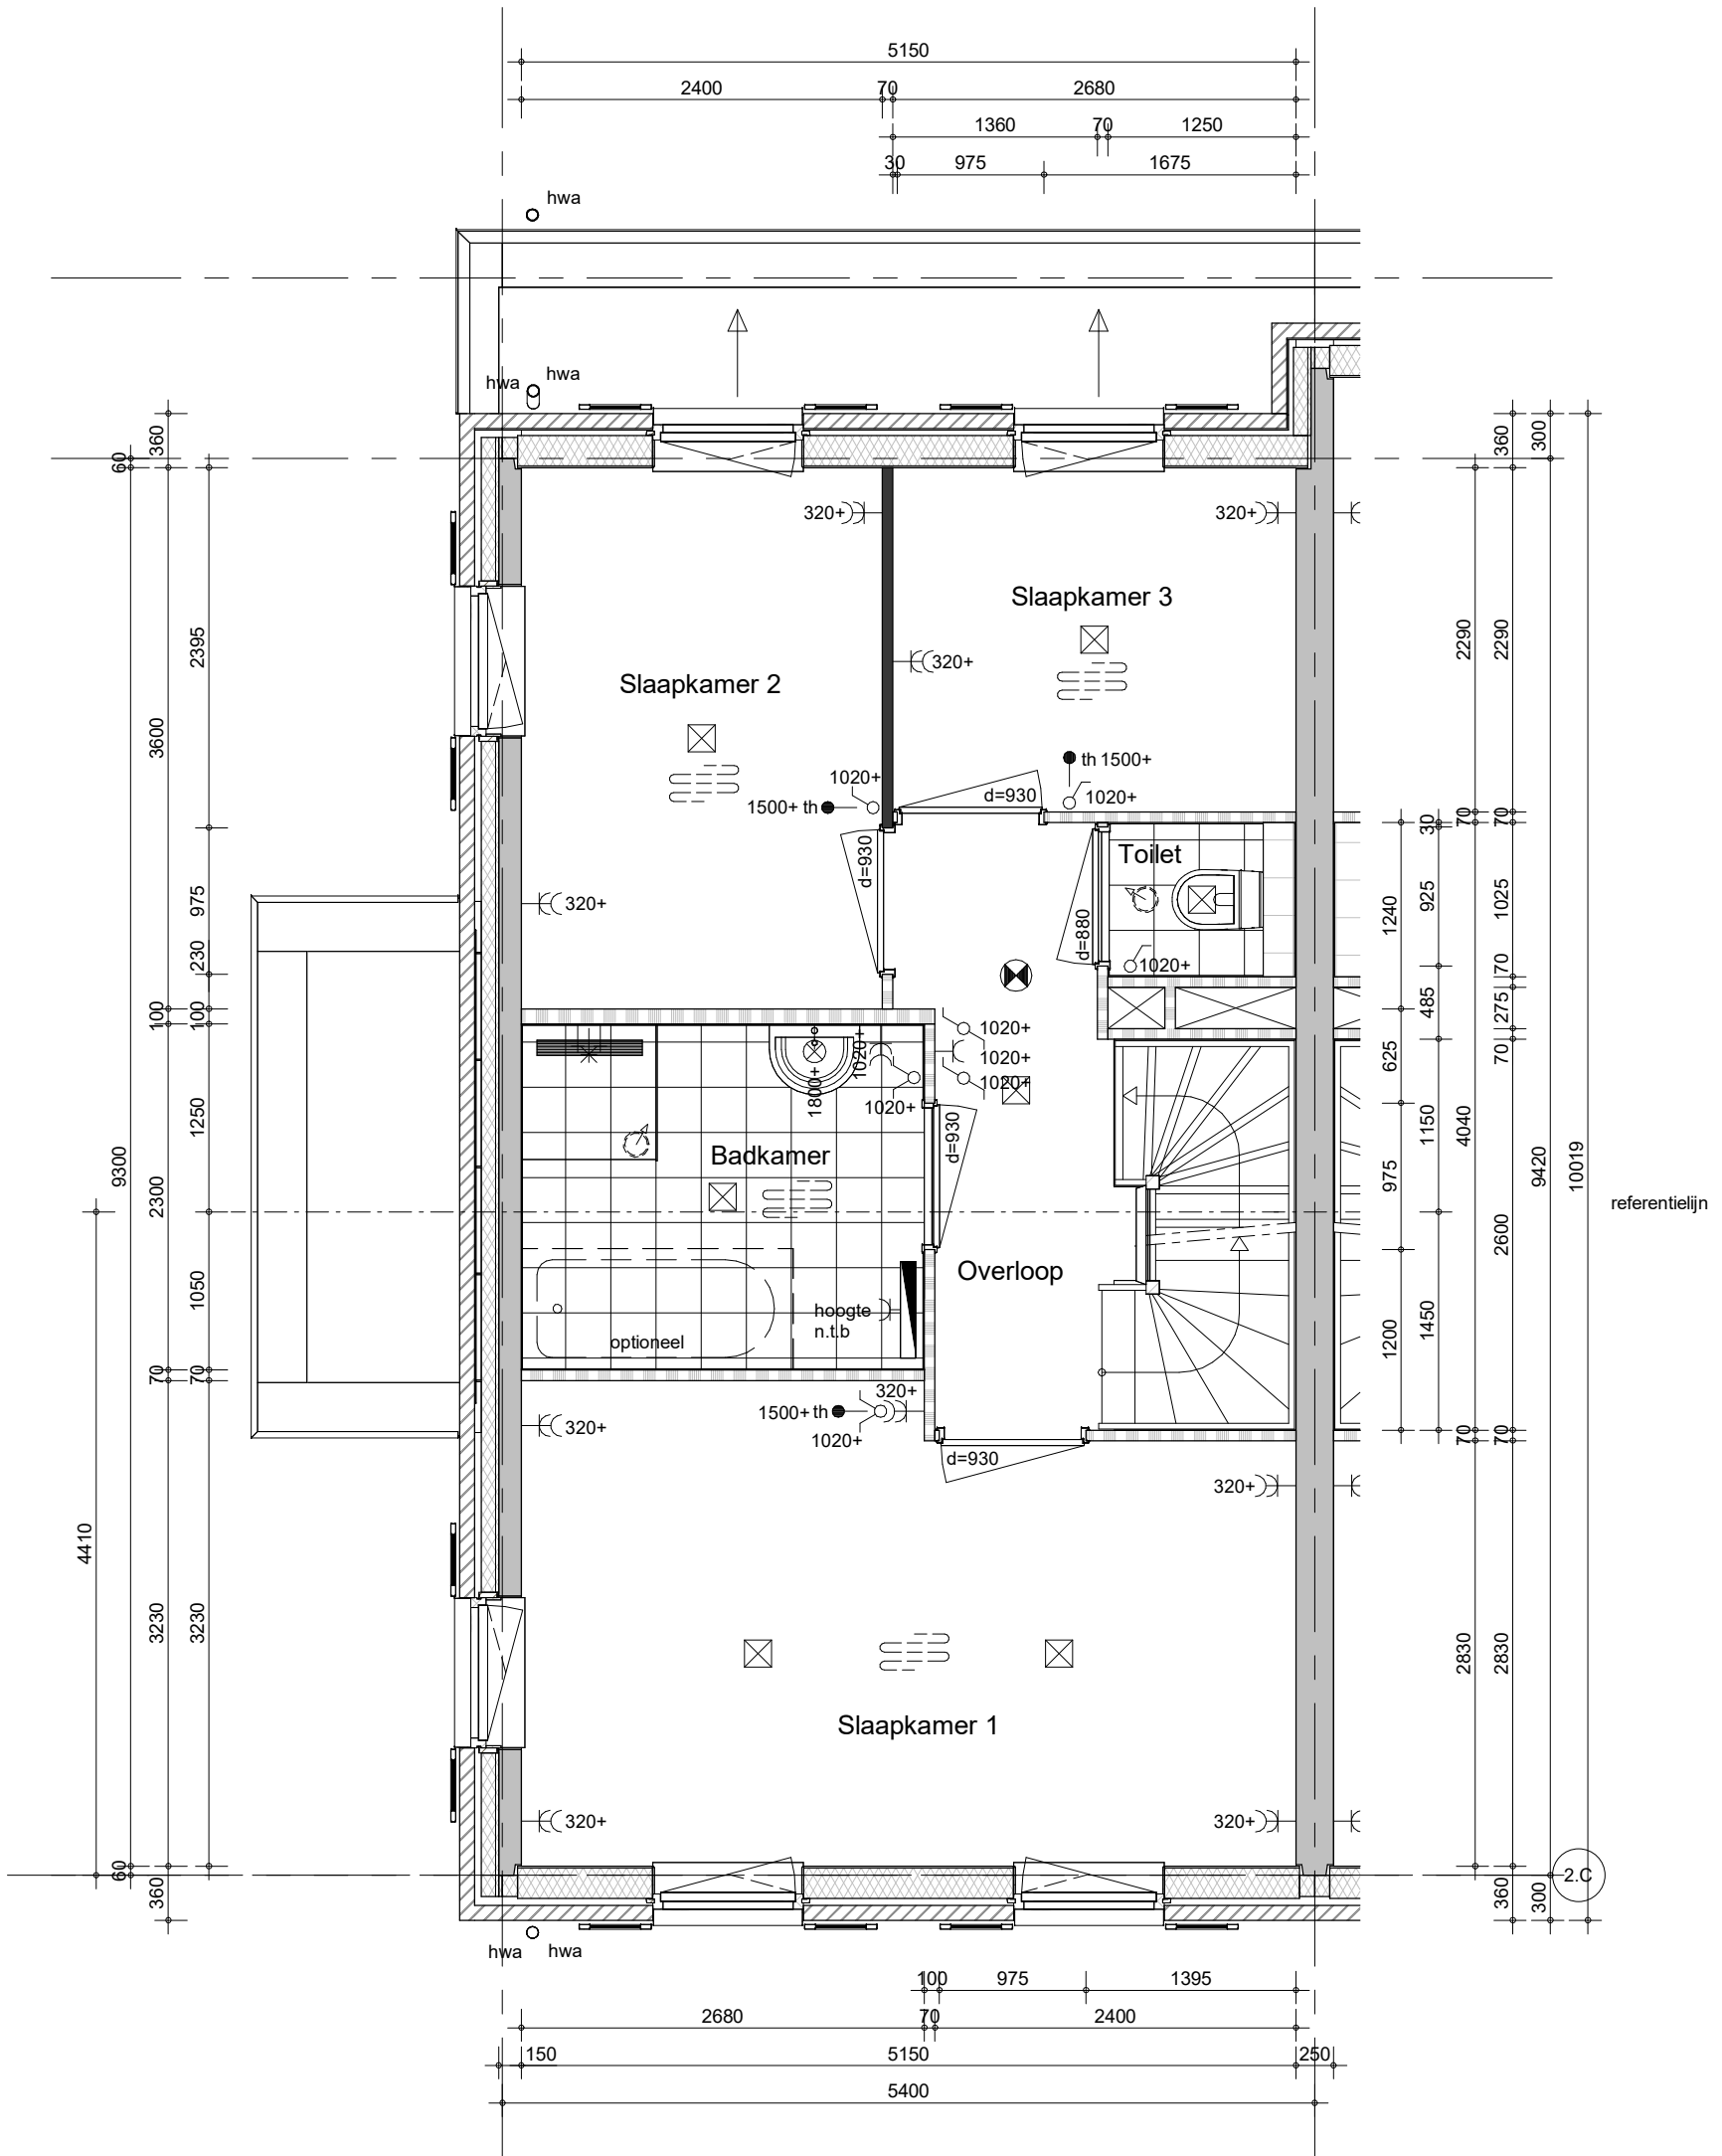 5150
2400 70 2680
1360 70 1250
30 975 1675
hwa
hwa
hwa
360
60
360
300
320+
320+
2395
2290
2290
Slaapkamer 3
320+
Slaapkamer 2
3600
th 1500+
1020+
1500+ th
d=930
1020+
70
30
70
d=930
Toilet
975
320+
1240
925
1025
d=880
230
1020+
70
100
100
485
275
1020+
1020+
1020+
1020+
1800+
1020+
625
70
1250
d=930
1150
4040
Badkamer
9300
2300
975
9420
10019
referentielijn
2600
Overloop
1050
hoogte
n.t.b
optioneel
1200
1450
70
70
320+
1500+ th
1020+
320+
70
70
d=930
320+
4410
3230
3230
2830
2830
Slaapkamer 1
320+
320+
60
360
2.C
360
300
hwa
hwa
100 975 1395
2680 70 2400
150 5150 250
5400